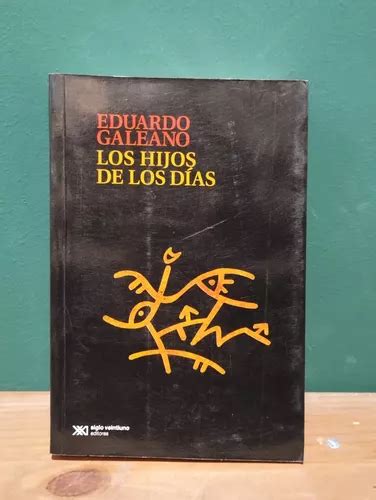 EDUARDO
GALEANO
LOS HIJOS
DE LOS DÍAS
siglo veintiuno
editores